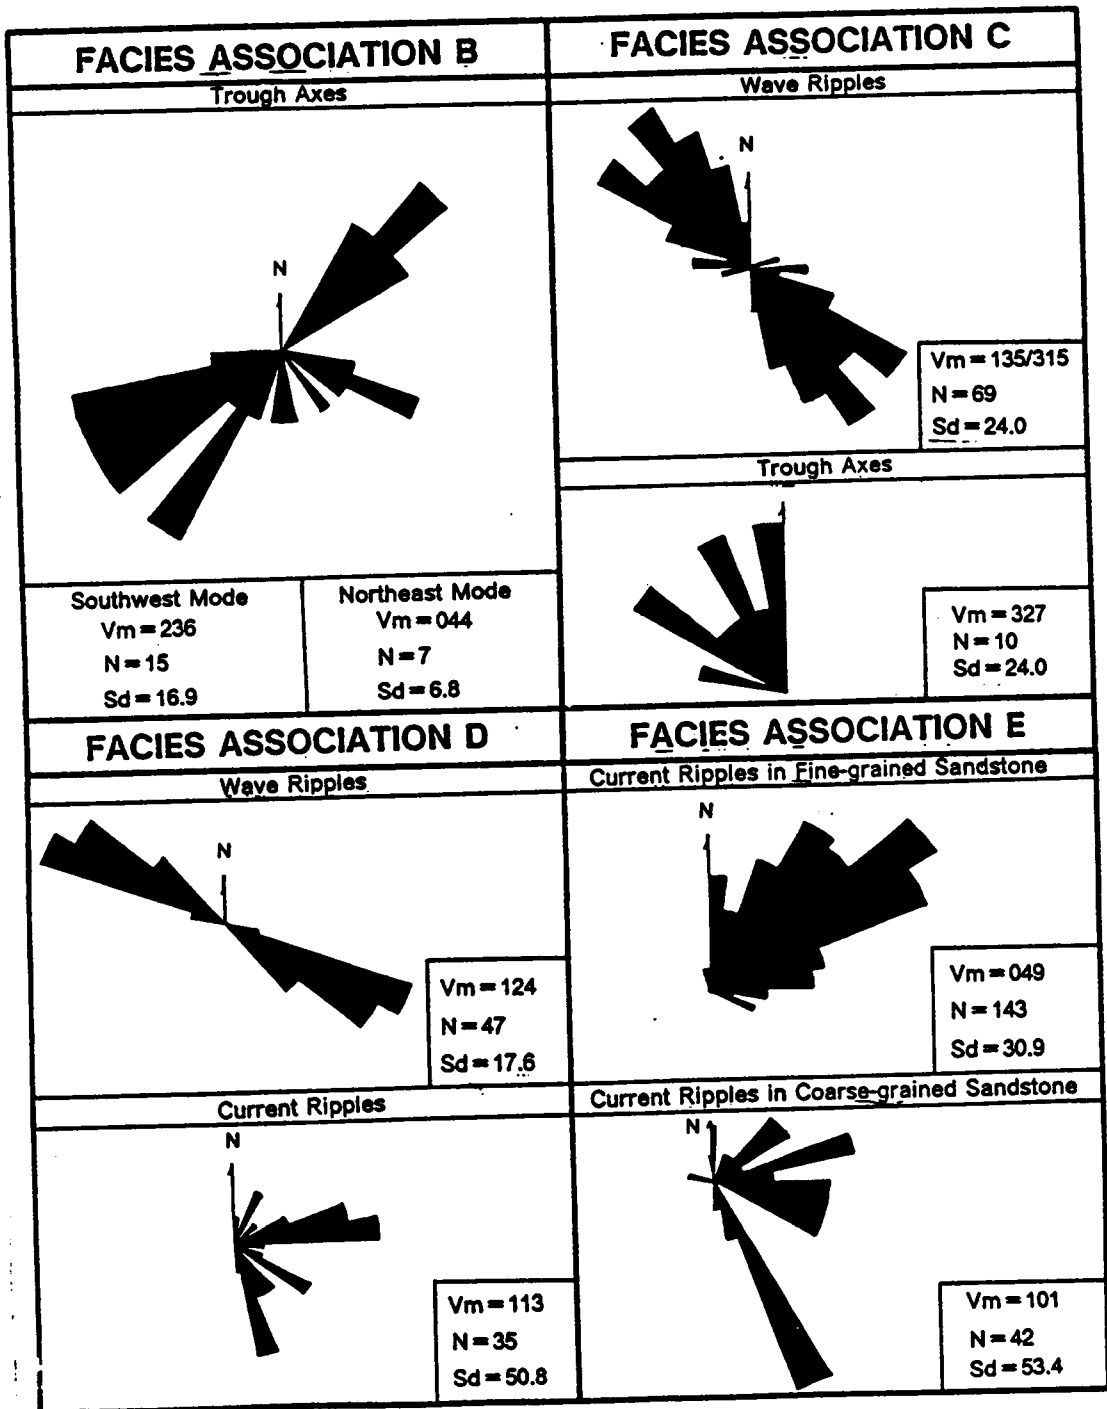 FACIES ASSOCIATION B
Trough Axes
N
Southwest Mode
Vm = 236
N = 15
Sd = 16.9
Northeast Mode
Vm = 044
N = 7
Sd = 6.8
FACIES ASSOCIATION C
Wave Ripples
N
Vm = 135/315
N = 69
Sd = 24.0
Trough Axes
Vm = 327
N = 10
Sd = 24.0
FACIES ASSOCIATION D
Wave Ripples
N
Vm = 124
N = 47
Sd = 17.6
Current Ripples
N
Vm = 113
N = 35
Sd = 50.8
FACIES ASSOCIATION E
Current Ripples in Fine-grained Sandstone
N
Vm = 049
N = 143
Sd = 30.9
Current Ripples in Coarse-grained Sandstone
N
Vm = 101
N = 42
Sd = 53.4